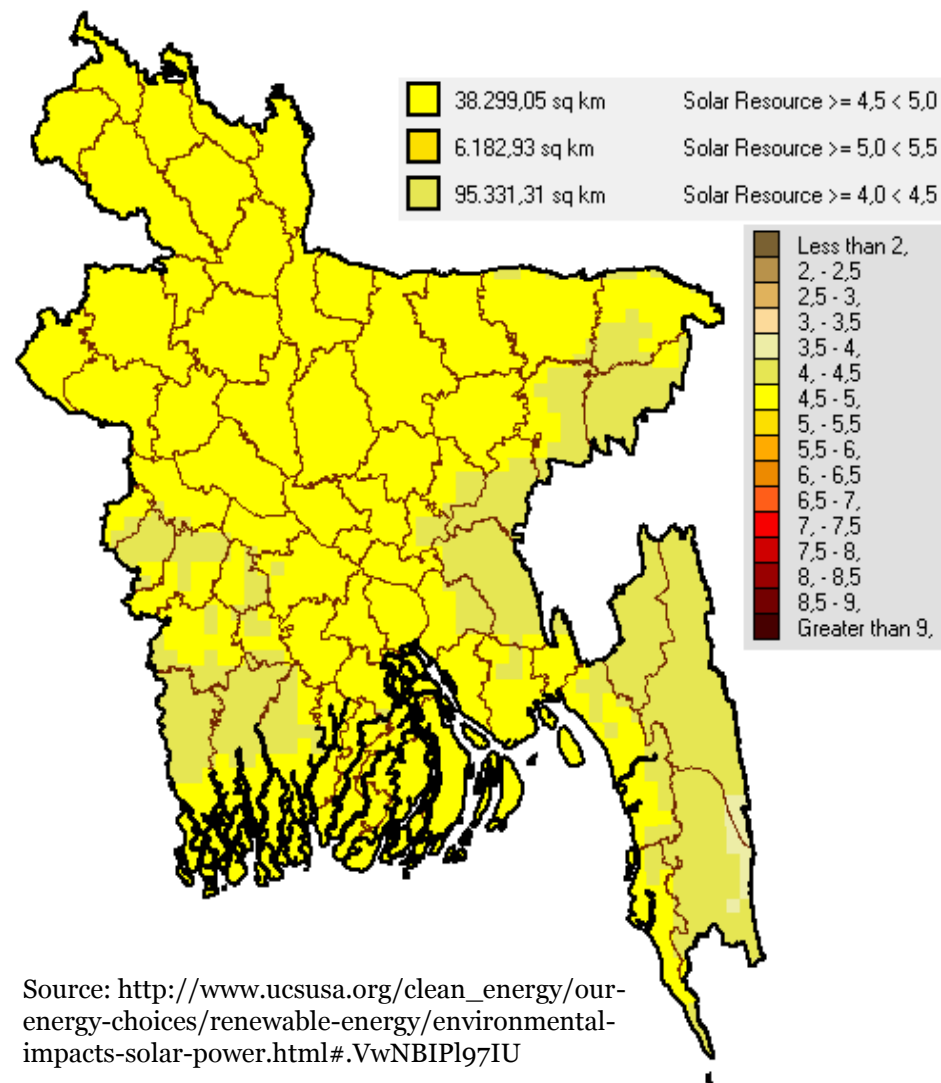 38.299,05 sq km Solar Resource >= 4,5 < 5,0
6.182,93 sq km Solar Resource >= 5,0 < 5,5
95.331,31 sq km Solar Resource >= 4,0 < 4,5
Less than 2,
2, - 2,5
2,5 - 3,
3, - 3,5
3,5 - 4,
4, - 4,5
4,5 - 5,
5, - 5,5
5,5 - 6,
6, - 6,5
6,5 - 7,
7, - 7,5
7,5 - 8,
8, - 8,5
8,5 - 9,
Greater than 9,
Source: http://www.ucsusa.org/clean_energy/our-
energy-choices/renewable-energy/environmental-
impacts-solar-power.html#.VwNBIPl97IU